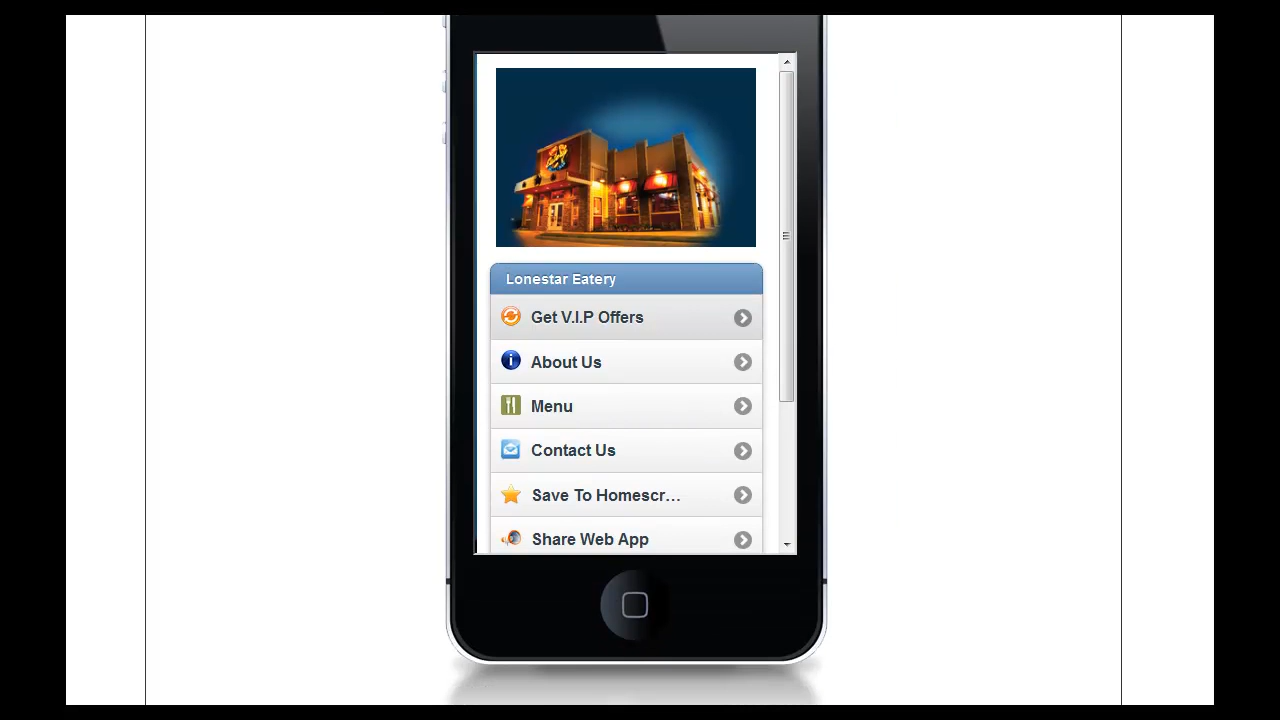 Lonestar Eatery
Get V.I.P Offers
About Us
Menu
Contact Us
Save To Homescr...
Share Web App